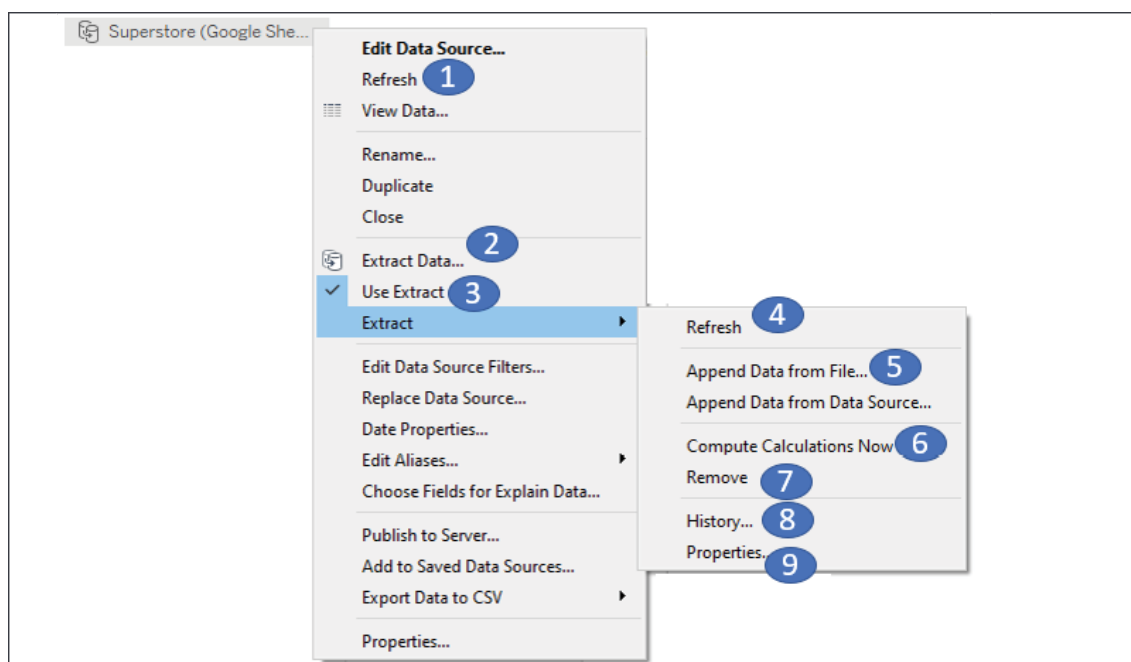 Superstore (Google She...
Edit Data Source...
Refresh 1
View Data...
Rename...
Duplicate
Close
2
Extract Data...
Use Extract 3
Extract
Refresh 4
Append Data from File... 5
Append Data from Data Source...
Compute Calculations Now 6
Remove 7
History... 8
Properties.. 9
Edit Data Source Filters...
Replace Data Source...
Date Properties...
Edit Aliases...
Choose Fields for Explain Data...
Publish to Server...
Add to Saved Data Sources...
Export Data to CSV
Properties...